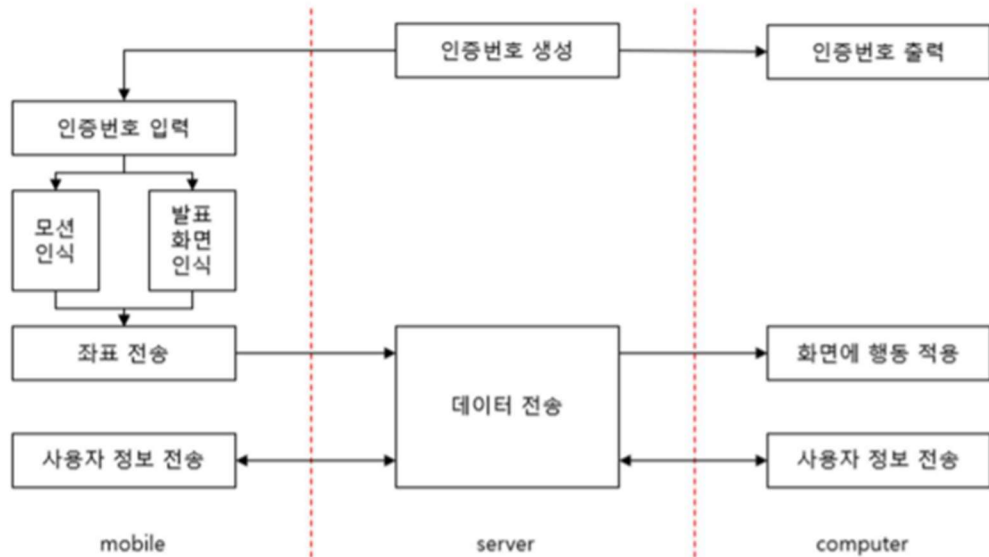 인증번호 생성
인증번호 출력
인증번호 입력
모션
인식
발표
화면
인식
좌표 전송
데이터 전송
화면에 행동 적용
사용자 정보 전송
사용자 정보 전송
mobile
server
computer